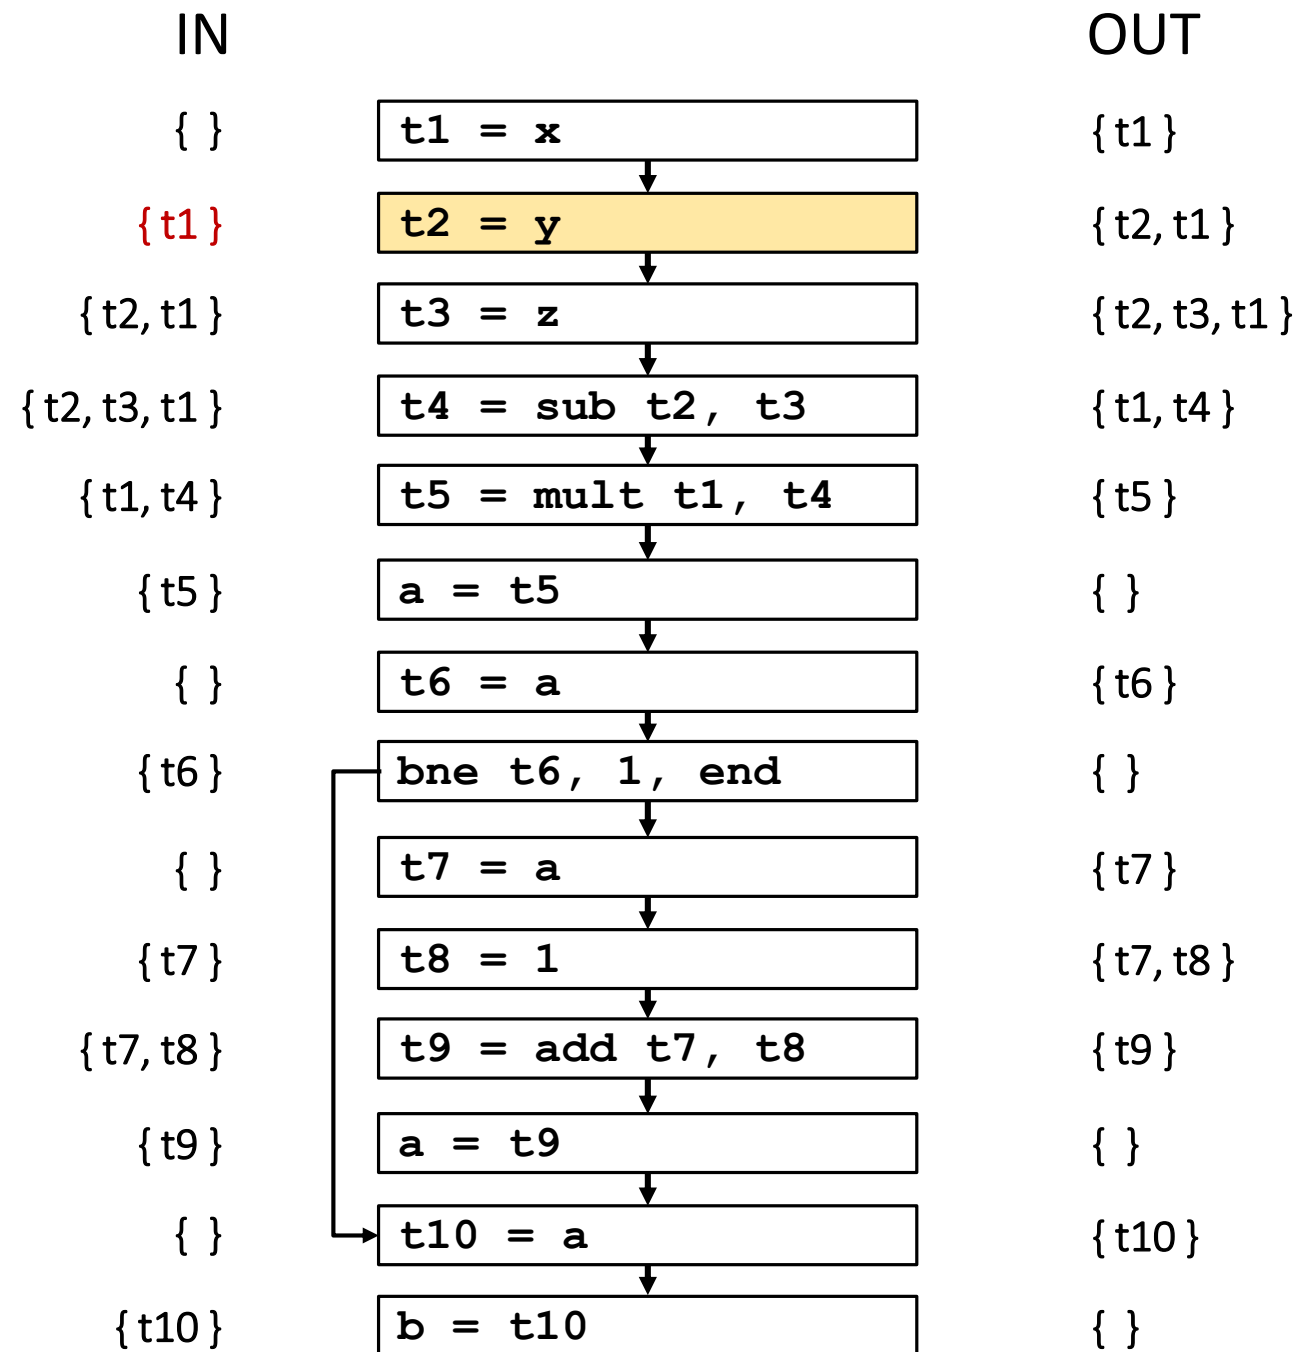 IN OUT
{ } t1 = x { t1 }
{ t1 } t2 = y { t2, t1 }
{ t2, t1 } t3 = z { t2, t3, t1 }
{ t2, t3, t1 } t4 = sub t2, t3 { t1, t4 }
{ t1, t4 } t5 = mult t1, t4 { t5 }
{ t5 } a = t5 { }
{ } t6 = a { t6 }
{ t6 } bne t6, 1, end { }
{ } t7 = a { t7 }
{ t7 } t8 = 1 { t7, t8 }
{ t7, t8 } t9 = add t7, t8 { t9 }
{ t9 } a = t9 { }
{ } t10 = a { t10 }
{ t10 } b = t10 { }